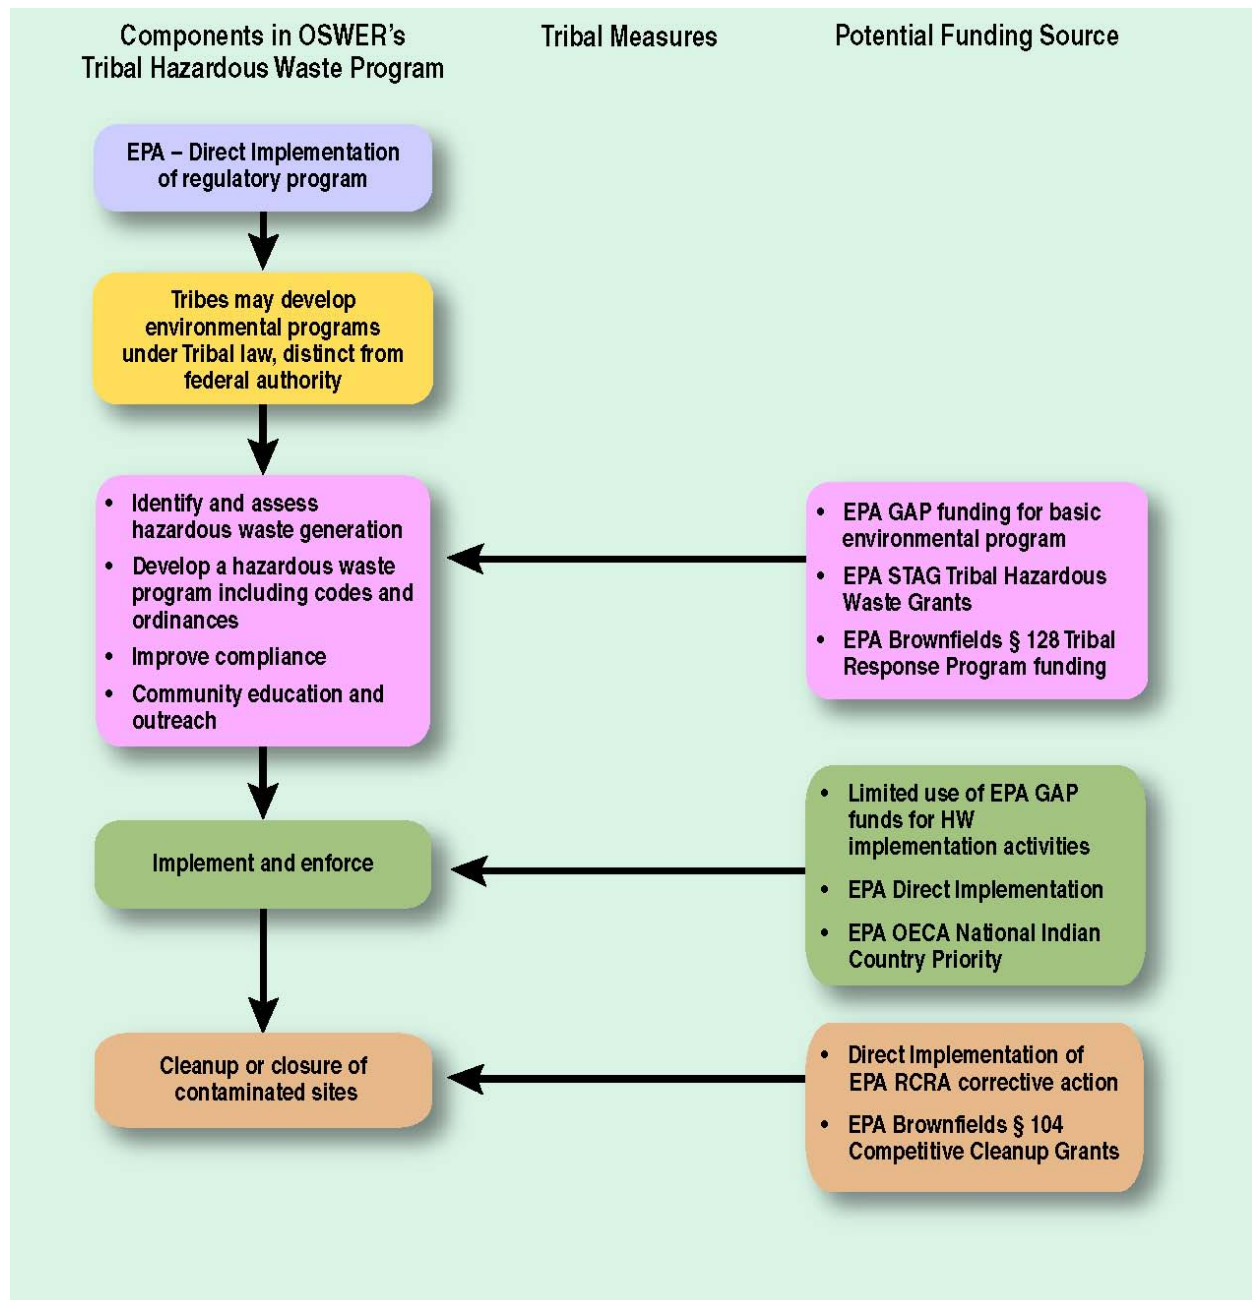 Components in OSWER's
Tribal Hazardous Waste Program
Tribal Measures
Potential Funding Source
EPA – Direct Implementation
of regulatory program
Tribes may develop
environmental programs
under Tribal law, distinct from
federal authority
• Identify and assess
hazardous waste generation
• Develop a hazardous waste
program including codes and
ordinances
• Improve compliance
• Community education and
outreach
• EPA GAP funding for basic
environmental program
• EPA STAG Tribal Hazardous
Waste Grants
• EPA Brownfields § 128 Tribal
Response Program funding
Implement and enforce
• Limited use of EPA GAP
funds for HW
implementation activities
• EPA Direct Implementation
• EPA OECA National Indian
Country Priority
Cleanup or closure of
contaminated sites
• Direct Implementation of
EPA RCRA corrective action
• EPA Brownfields § 104
Competitive Cleanup Grants